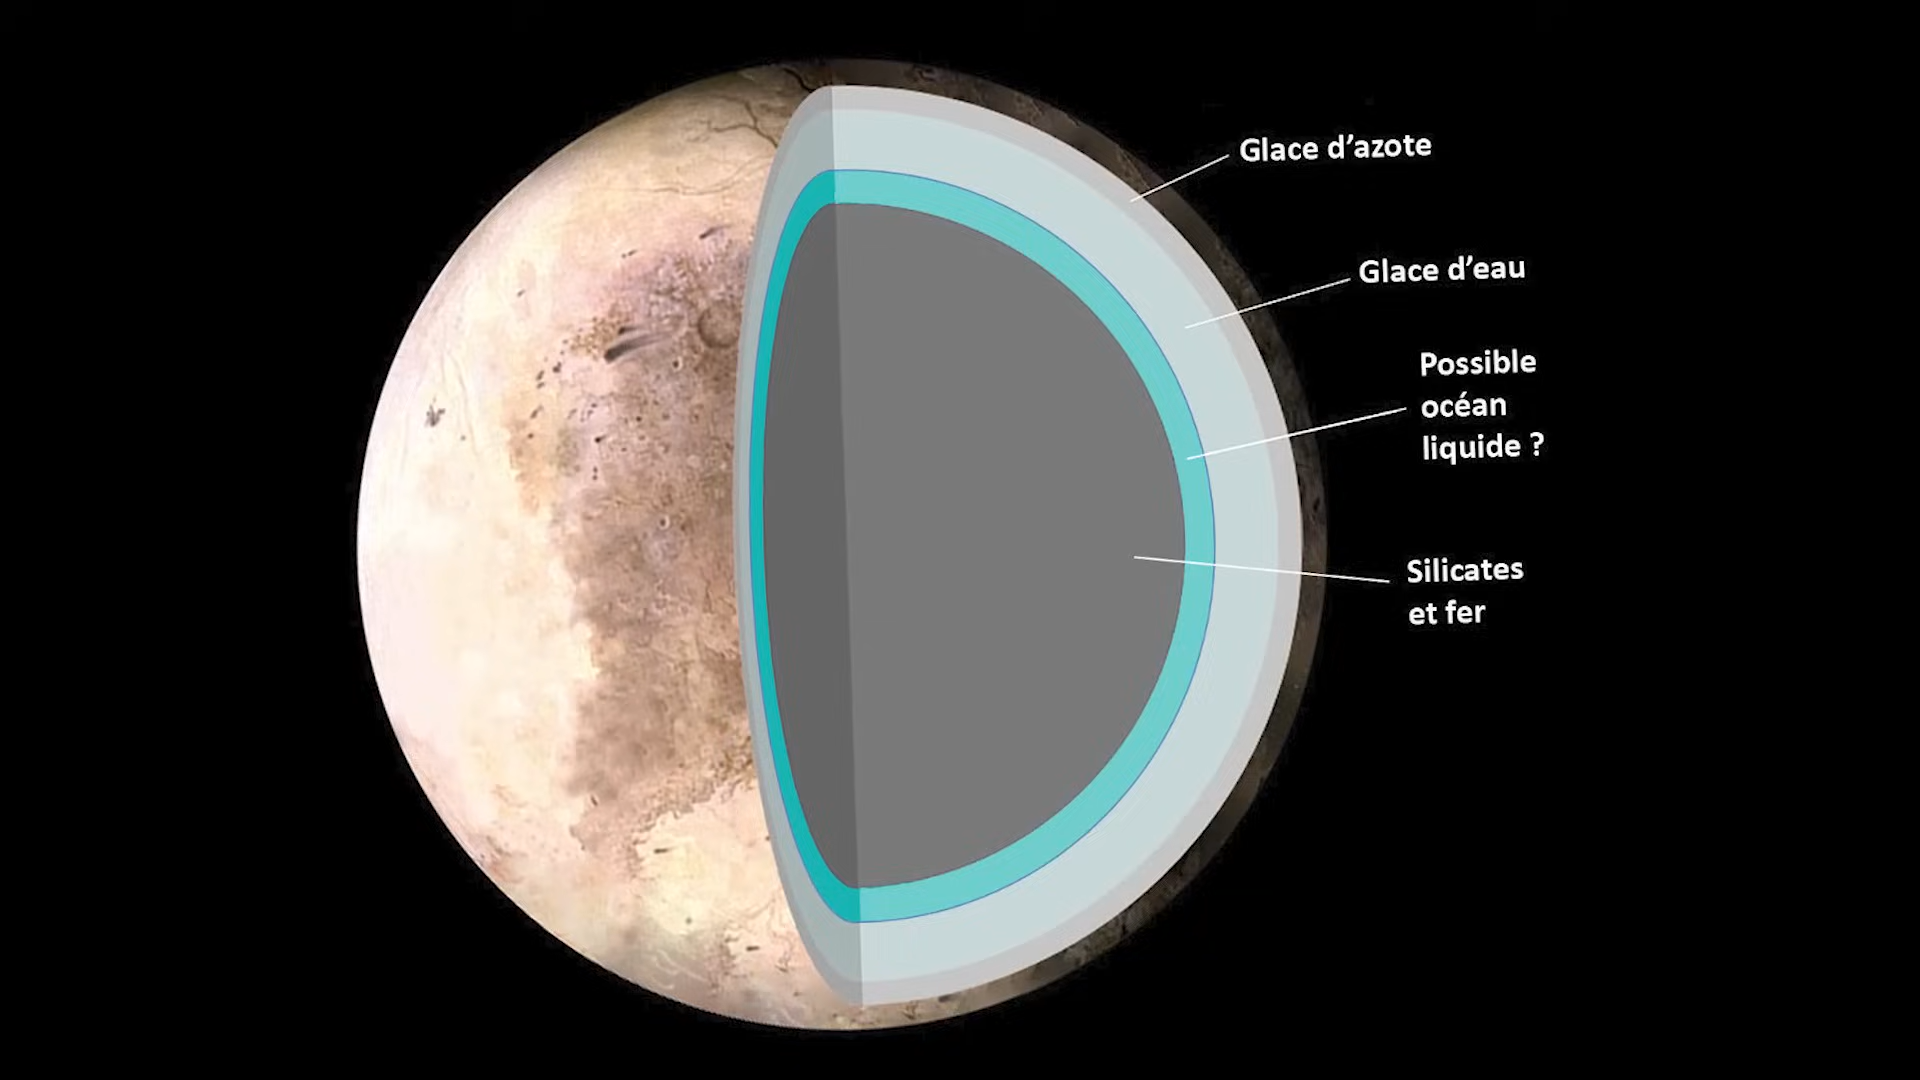 Glace d’azote
Glace d’eau
Possible
océan
liquide ?
Silicates
et fer